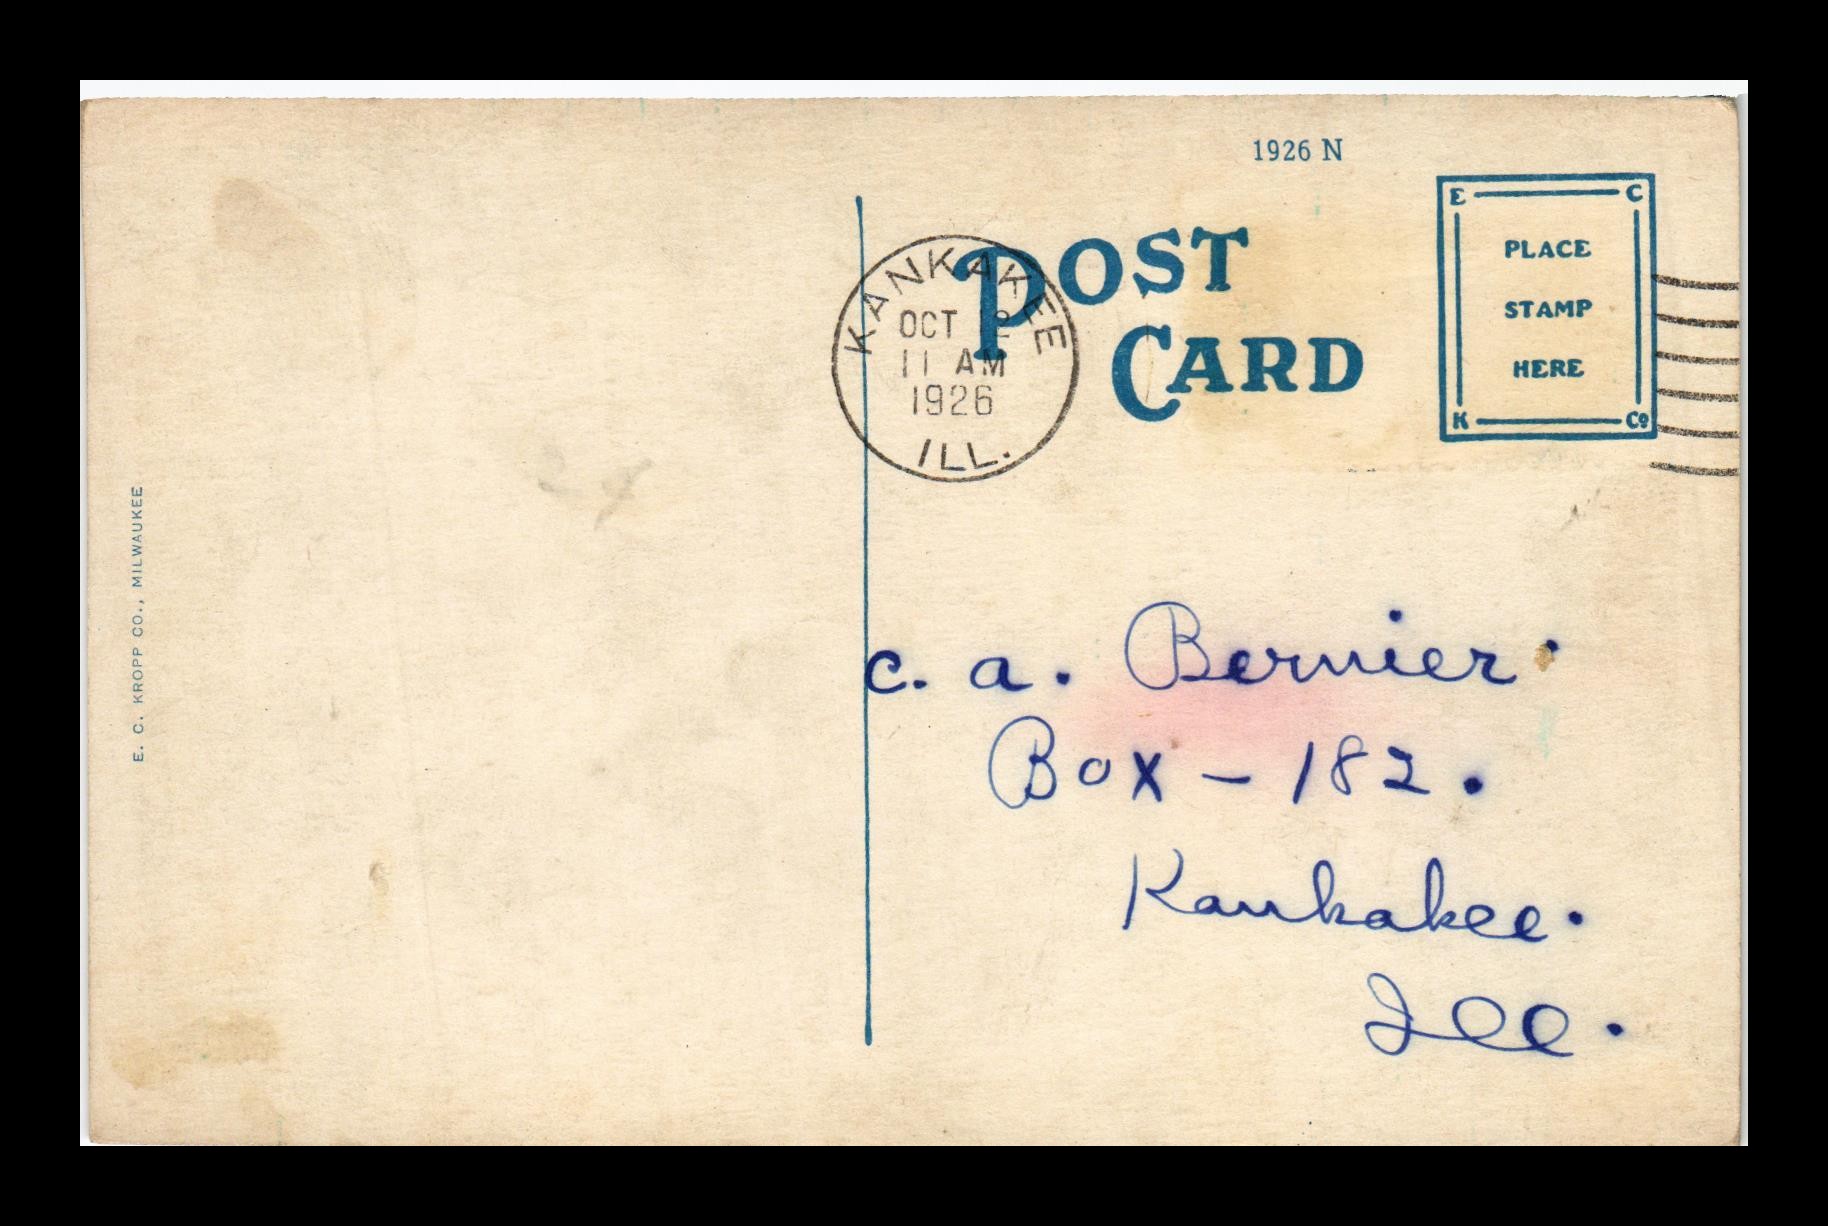 1926 N
POST
CARD
E C
PLACE
STAMP
HERE
K Co
KANKAKEE
OCT 2
11 AM
1926
ILL.
E. C. KROPP CO., MILWAUKEE
C. A. Bernier.
Box - 182.
Kankakee.
Ill.